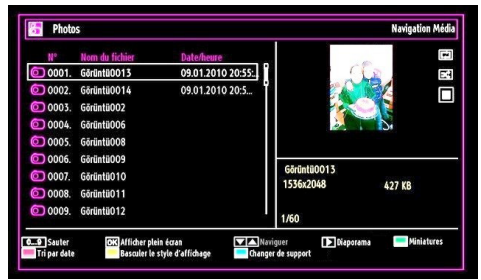 Photos Navigation Média
N° Nom du fichier Date/heure
0001. Görüntü0013 09.01.2010 20:55:
0002. Görüntü0014 09.01.2010 20:5...
0003. Görüntü002
0004. Görüntü006
0005. Görüntü008
0006. Görüntü009
0007. Görüntü010
0008. Görüntü011
0009. Görüntü012
Görüntü0013
1536x2048 427 KB
1/60
0...9 Sauter OK Afficher plein écran Naviguer Diaporama Miniatures
Tri par date Basculer le style d'affichage Changer de support